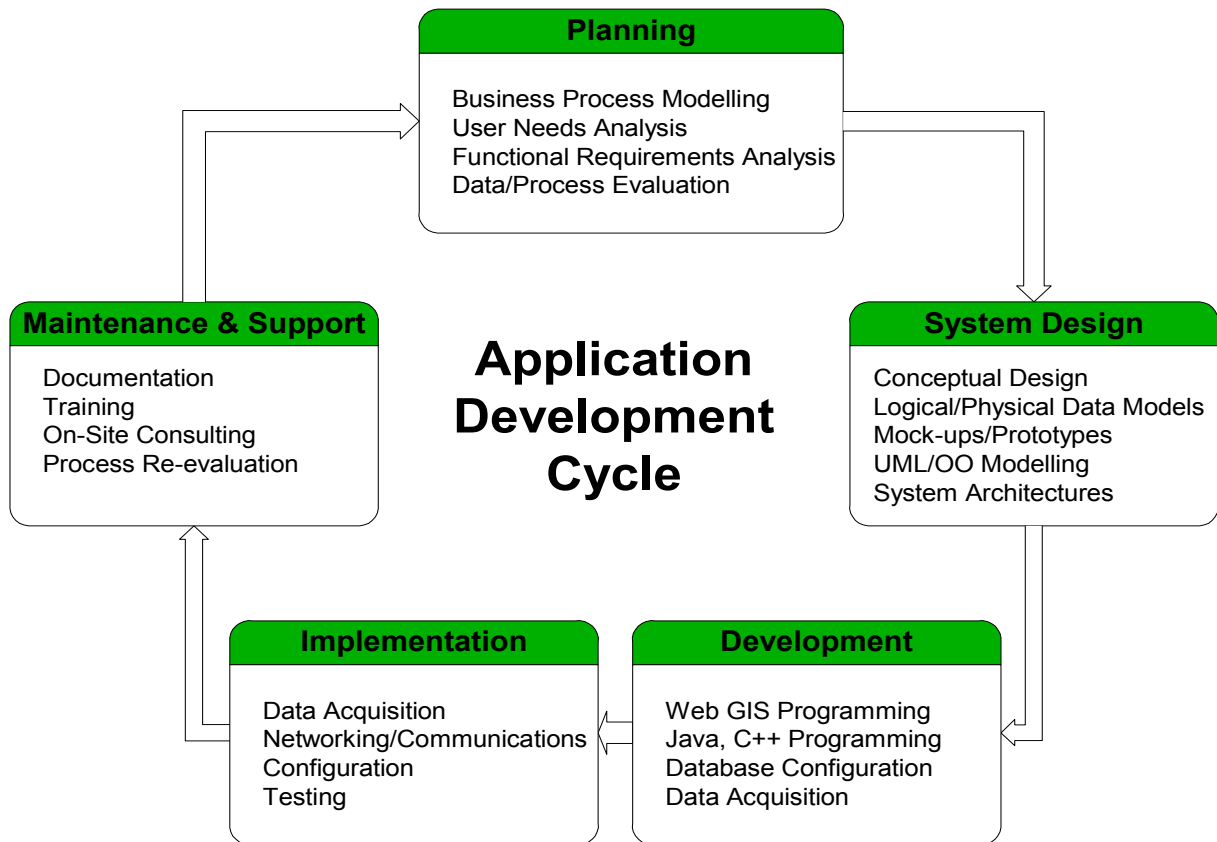 Planning
Business Process Modelling
User Needs Analysis
Functional Requirements Analysis
Data/Process Evaluation
Maintenance & Support
Documentation
Training
On-Site Consulting
Process Re-evaluation
Application
Development
Cycle
System Design
Conceptual Design
Logical/Physical Data Models
Mock-ups/Prototypes
UML/OO Modelling
System Architectures
Implementation
Data Acquisition
Networking/Communications
Configuration
Testing
Development
Web GIS Programming
Java, C++ Programming
Database Configuration
Data Acquisition